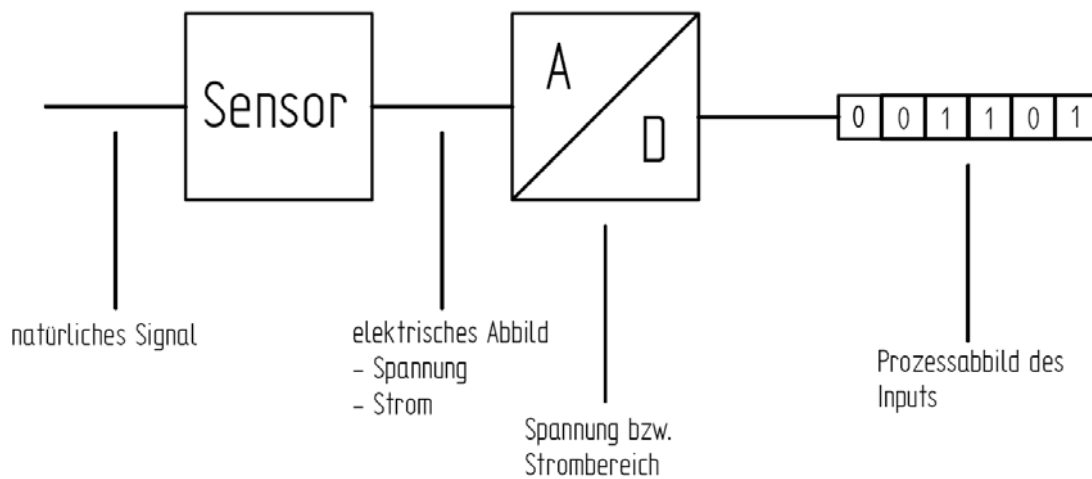 Sensor
A
D
0 0 1 1 0 1
natürliches Signal
elektrisches Abbild
- Spannung
- Strom
Spannung bzw.
Strombereich
Prozessabbild des
Inputs